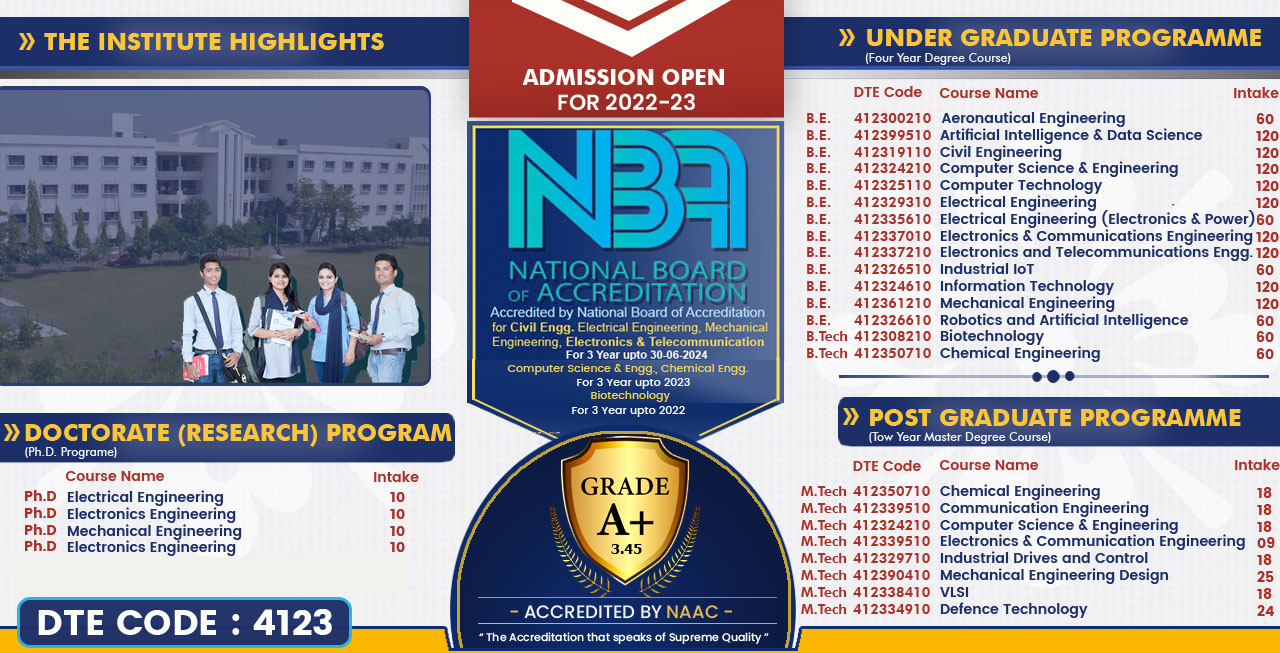 » THE INSTITUTE HIGHLIGHTS
» DOCTORATE (RESEARCH) PROGRAM
(Ph.D. Programe)
Course Name Intake
Ph.D Electrical Engineering 10
Ph.D Electronics Engineering 10
Ph.D Mechanical Engineering 10
Ph.D Electronics Engineering 10
DTE CODE : 4123
ADMISSION OPEN
FOR 2022-23
NBA
NATIONAL BOARD
OF ACCREDITATION
Accredited by National Board of Accreditation
for Civil Engg. Electrical Engineering, Mechanical
Engineering, Electronics & Telecommunication
For 3 Year upto 30-06-2024
Computer Science & Engg., Chemical Engg.
For 3 Year upto 2023
Biotechnology
For 3 Year upto 2022
GRADE
A+
3.45
- ACCREDITED BY NAAC -
“ The Accreditation that speaks of Supreme Quality ”
» UNDER GRADUATE PROGRAMME
(Four Year Degree Course)
DTE Code Course Name Intake
B.E. 412300210 Aeronautical Engineering 60
B.E. 412399510 Artificial Intelligence & Data Science 120
B.E. 412319110 Civil Engineering 120
B.E. 412324210 Computer Science & Engineering 120
B.E. 412325110 Computer Technology 120
B.E. 412329310 Electrical Engineering 120
B.E. 412335610 Electrical Engineering (Electronics & Power) 60
B.E. 412337010 Electronics & Communications Engineering 120
B.E. 412337210 Electronics and Telecommunications Engg. 120
B.E. 412326510 Industrial IoT 60
B.E. 412324610 Information Technology 60
B.E. 412361210 Mechanical Engineering 120
B.E. 412326610 Robotics and Artificial Intelligence 60
B.Tech 412308210 Biotechnology 60
B.Tech 412350710 Chemical Engineering 60
» POST GRADUATE PROGRAMME
(Tow Year Master Degree Course)
DTE Code Course Name Intake
M.Tech 412350710 Chemical Engineering 18
M.Tech 412339510 Communication Engineering 18
M.Tech 412324210 Computer Science & Engineering 18
M.Tech 412339510 Electronics & Communication Engineering 09
M.Tech 412329710 Industrial Drives and Control 18
M.Tech 412390410 Mechanical Engineering Design 25
M.Tech 412338410 VLSI 18
M.Tech 412334910 Defence Technology 24